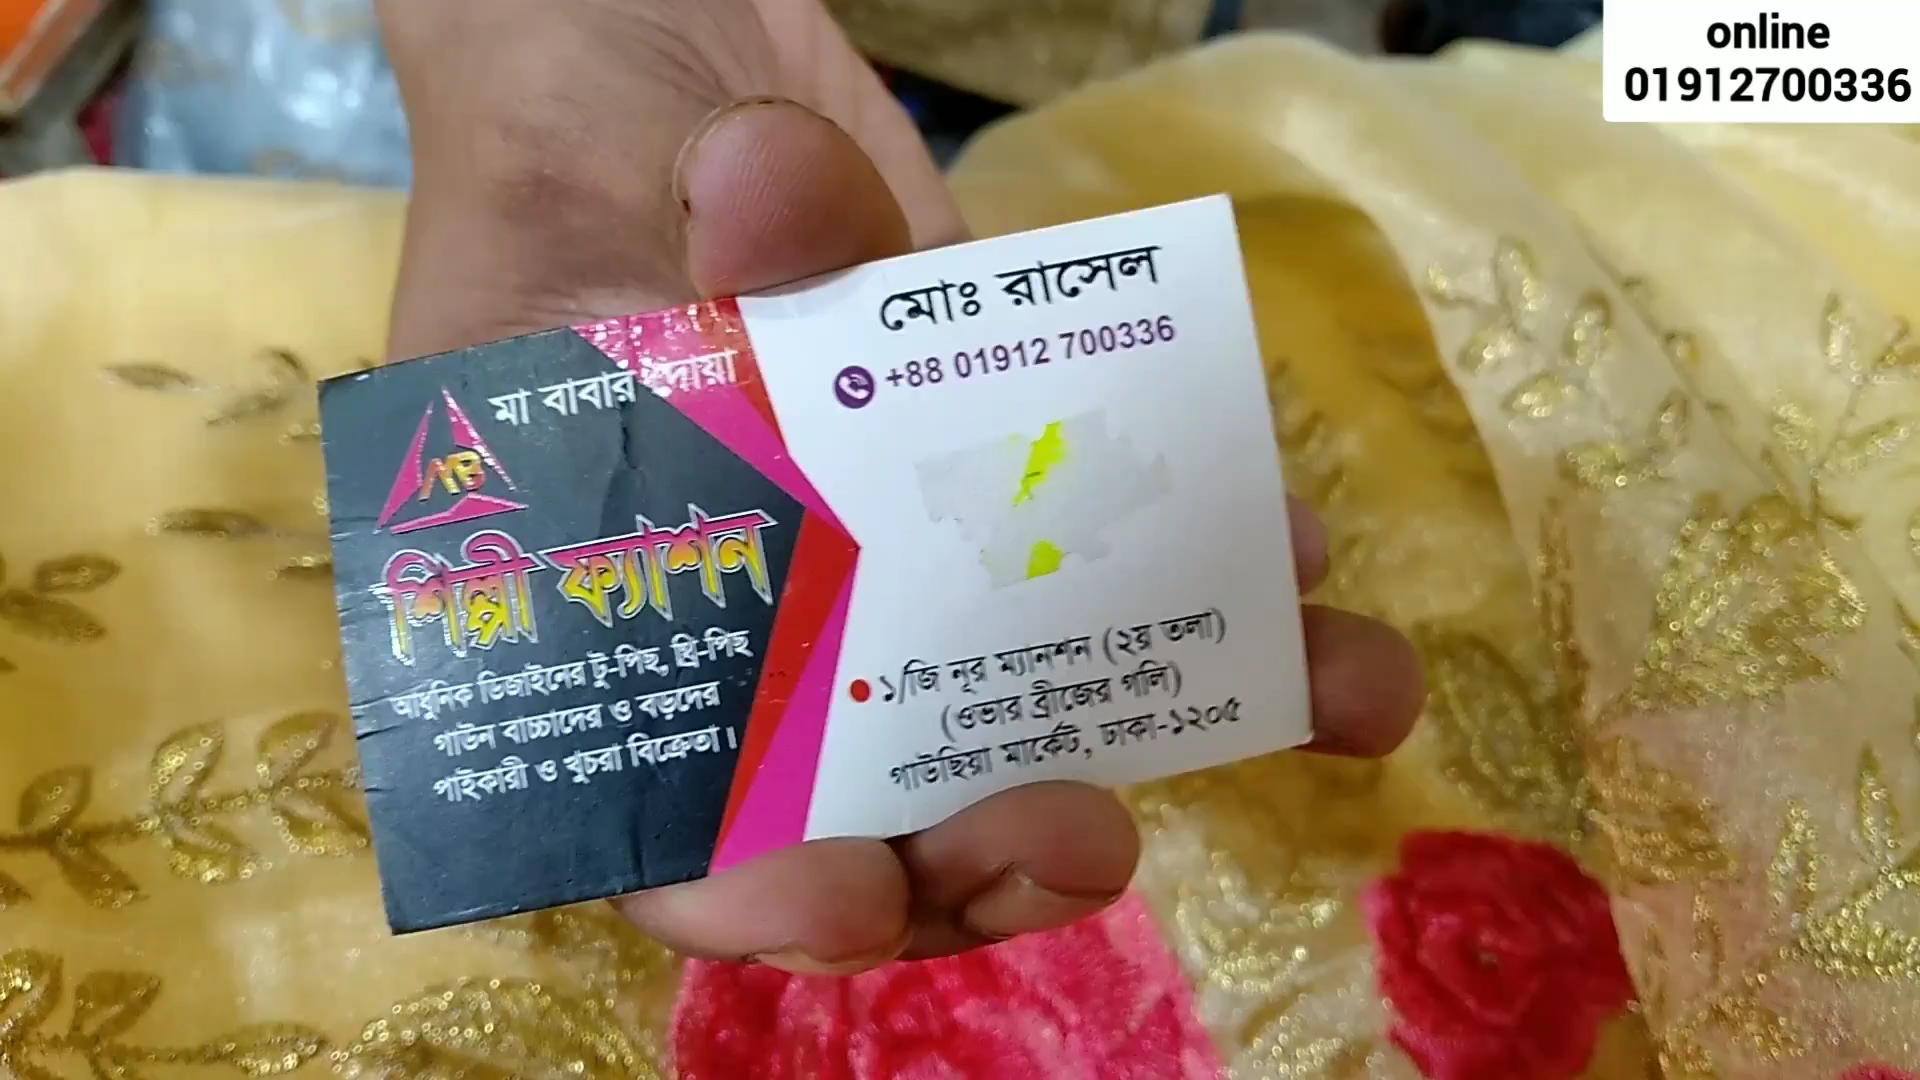 online
01912700336
মা বাবার দোয়া
শিল্পী ফ্যাশন
আধুনিক ডিজাইনের টু-পিছ, থ্রি-পিছ
গাউন বাচ্চাদের ও বড়দের
পাইকারী ও খুচরা বিক্রেতা।
মোঃ রাসেল
+88 01912 700336
১/জি নূর ম্যানশন (২য় তলা)
(ওভার ব্রীজের গলি)
গাউছিয়া মার্কেট, ঢাকা-১২০৫